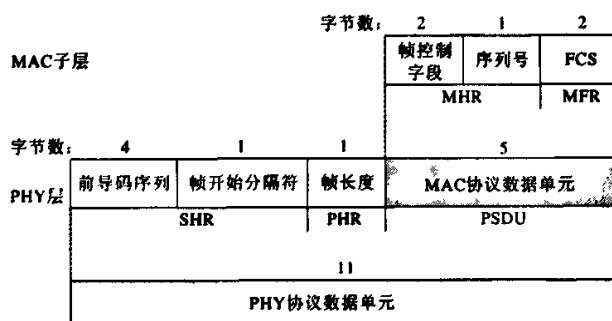 字节数: 2 1 2
MAC子层 帧控制字段 序列号 FCS
MHR MFR
字节数: 4 1 1 5
PHY层 前导码序列 帧开始分隔符 帧长度 MAC协议数据单元
SHR PHR PSDU
11
PHY协议数据单元